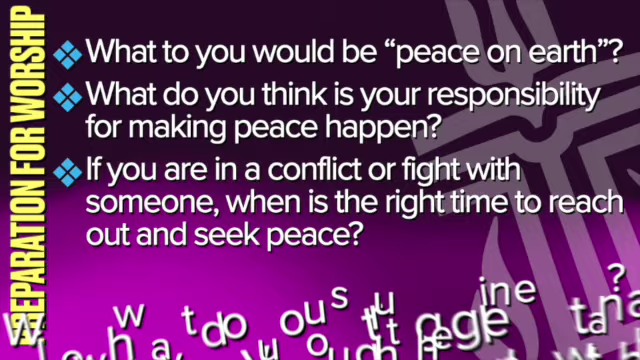 PREPARATION FOR WORSHIP
What to you would be “peace on earth”?
What do you think is your responsibility
for making peace happen?
If you are in a conflict or fight with
someone, when is the right time to reach
out and seek peace?